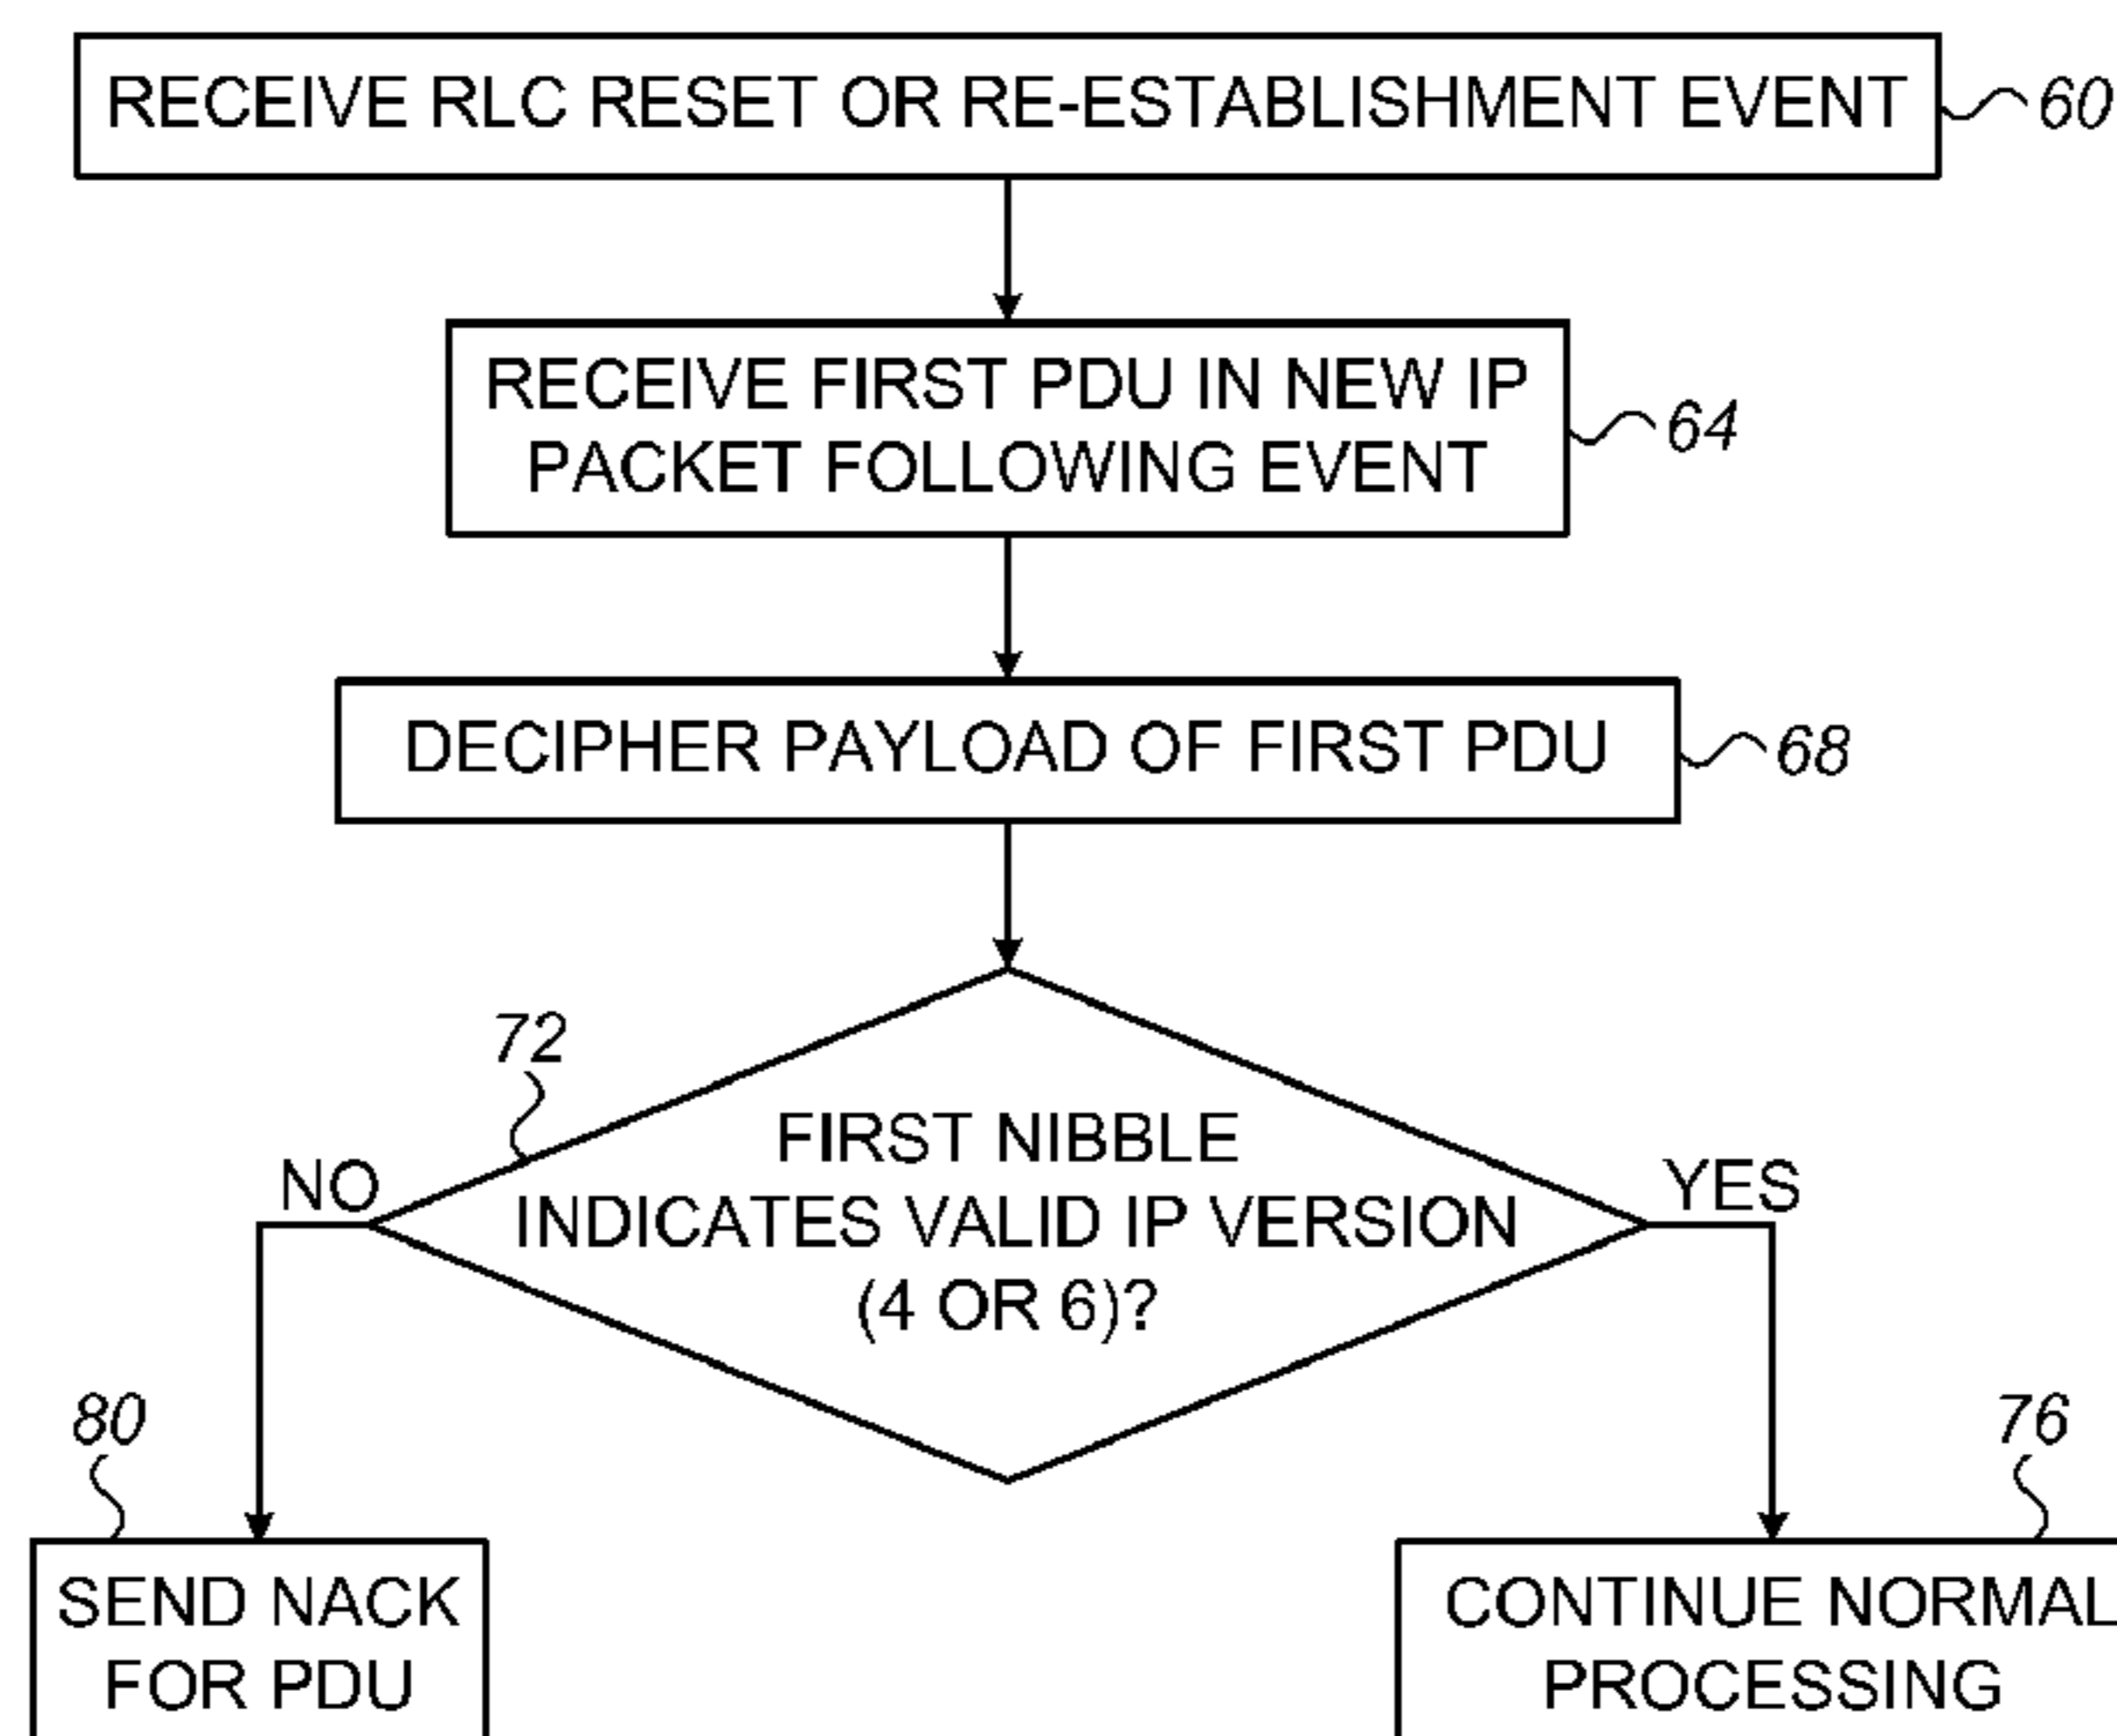 RECEIVE RLC RESET OR RE-ESTABLISHMENT EVENT 60
RECEIVE FIRST PDU IN NEW IP
PACKET FOLLOWING EVENT
64
DECIPHER PAYLOAD OF FIRST PDU 68
72
FIRST NIBBLE
INDICATES VALID IP VERSION
(4 OR 6)?
NO
YES
80
SEND NACK
FOR PDU
76
CONTINUE NORMAL
PROCESSING